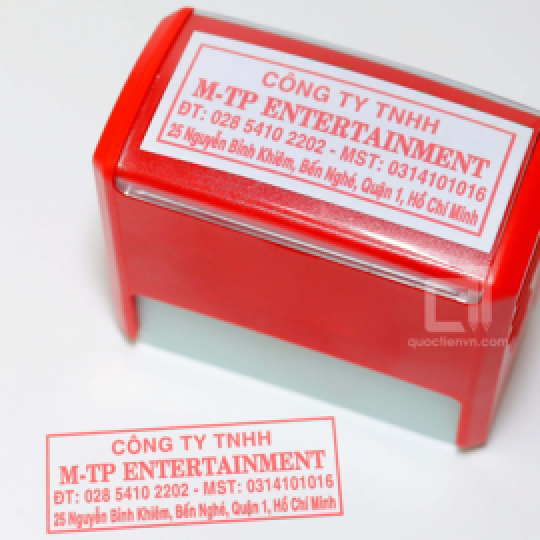 CÔNG TY TNHH
M-TP ENTERTAINMENT
ĐT: 028 5410 2202 - MST: 0314101016
25 Nguyễn Bỉnh Khiêm, Bến Nghé, Quận 1, Hồ Chí Minh
quoctienvn.com
CÔNG TY TNHH
M-TP ENTERTAINMENT
ĐT: 028 5410 2202 - MST: 0314101016
25 Nguyễn Bỉnh Khiêm, Bến Nghé, Quận 1, Hồ Chí Minh